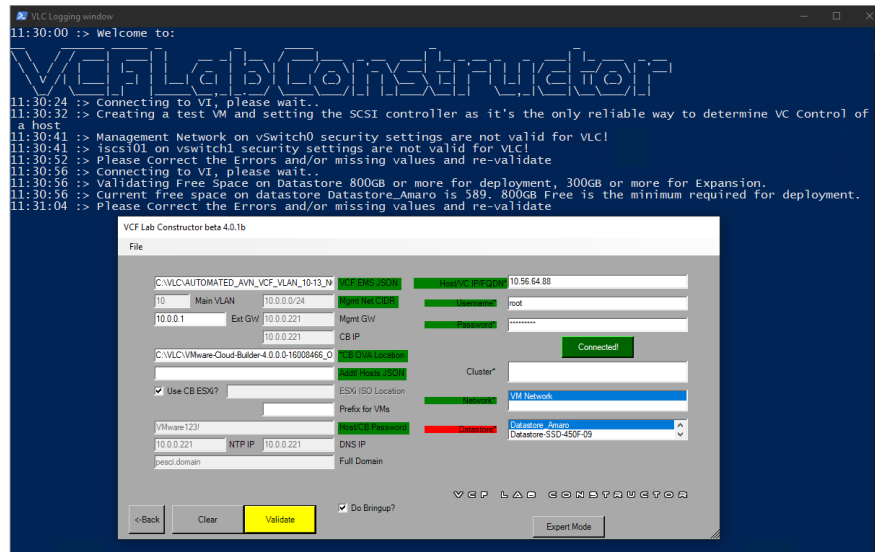 VLC Logging window
11:30:00 :> Welcome to:
VCFLabConstructor
11:30:24 :> Connecting to VI, please wait..
11:30:32 :> Creating a test VM and setting the SCSI controller as it's the only reliable way to determine VC Control of
a host
11:30:41 :> Management Network on vSwitch0 security settings are not valid for VLC!
11:30:41 :> iscsi01 on vswitch1 security settings are not valid for VLC!
11:30:52 :> Please Correct the Errors and/or missing values and re-validate
11:30:56 :> Connecting to VI, please wait..
11:30:56 :> Validating Free Space on Datastore 800GB or more for deployment, 300GB or more for Expansion.
11:30:56 :> Current free space on datastore Datastore_Amaro is 589. 800GB Free is the minimum required for deployment.
11:31:04 :> Please Correct the Errors and/or missing values and re-validate
VCF Lab Constructor beta 4.0.1b
File
C:\VLC\AUTOMATED_AVN_VCF_VLAN_10-13_N VCF EMS JSON Host/VC IP/FQDN* 10.56.64.88
10 Main VLAN 10.0.0.0/24 Mgmt Net CIDR Username* root
10.0.0.1 Ext GW 10.0.0.221 Mgmt GW Password* *********
10.0.0.221 CB IP
Connected!
C:\VLC\VMware-Cloud-Builder-4.0.0.0-16008466_O *CB OVA Location
Addtl Hosts JSON Cluster*
Use CB ESXi? ESXi ISO Location
Network* VM Network
Prefix for VMs
VMware123! Host/CB Password Datastore* Datastore_Amaro
Datastore-SSD-450F-09
10.0.0.221 NTP IP 10.0.0.221 DNS IP
pesci.domain Full Domain
VCF LAB CONSTRUCTOR
<-Back Clear Validate Do Bringup?
Expert Mode